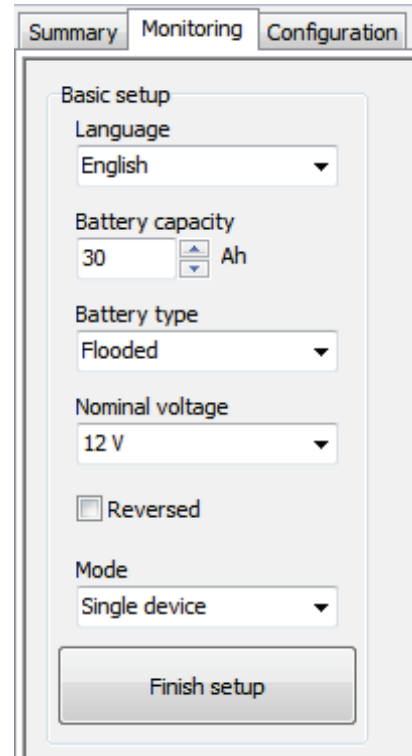 Summary Monitoring Configuration
Basic setup
Language
English
Battery capacity
30 Ah
Battery type
Flooded
Nominal voltage
12 V
Reversed
Mode
Single device
Finish setup